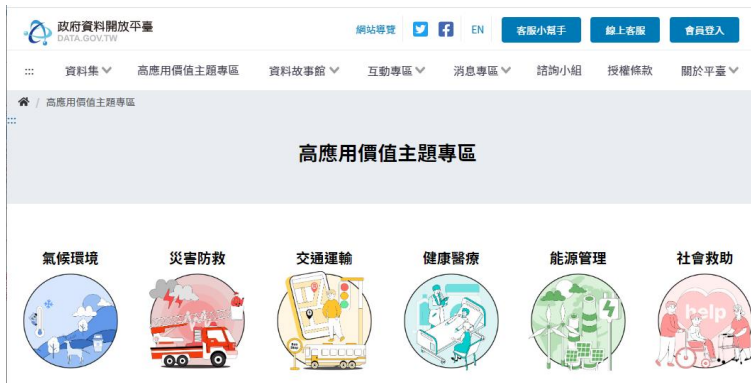 政府資料開放平臺
DATA.GOV.TW
網站導覽 EN 客服小幫手 線上客服 會員登入
::: 資料集 高應用價值主題專區 資料故事館 互動專區 消息專區 諮詢小組 授權條款 關於平臺
/ 高應用價值主題專區
:::
高應用價值主題專區
氣候環境 災害防救 交通運輸 健康醫療 能源管理 社會救助
help